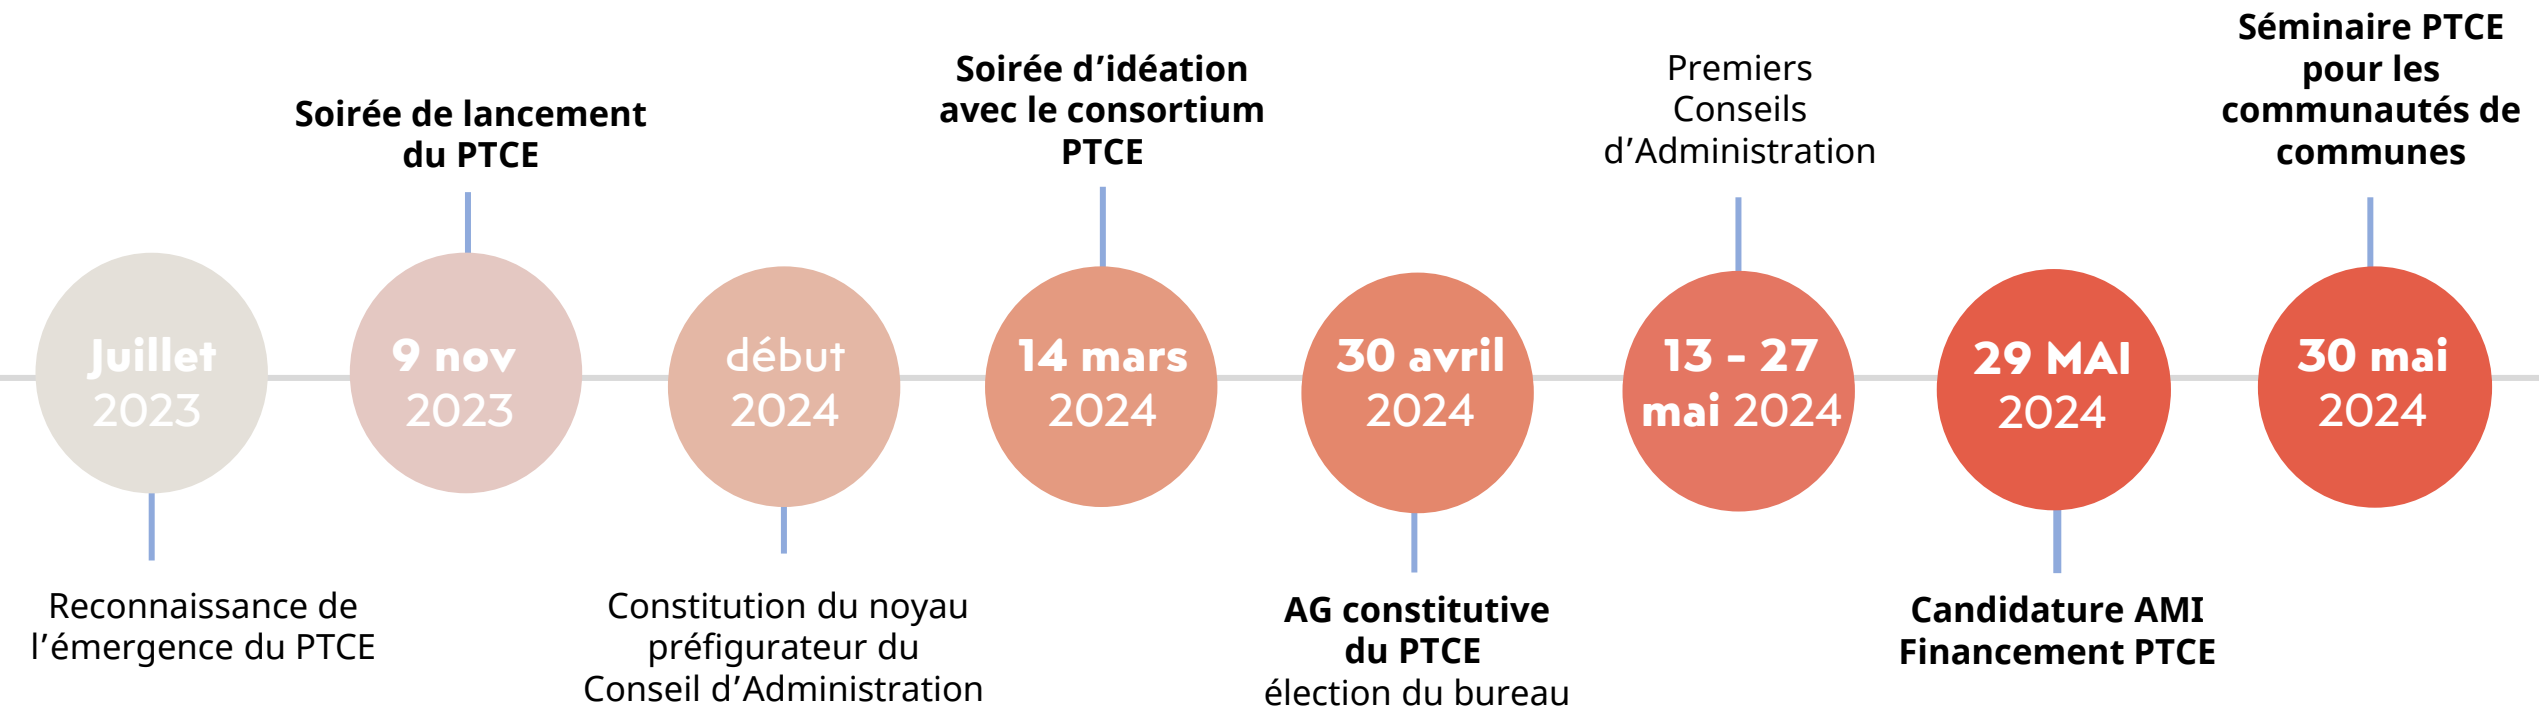 Juillet
2023
Reconnaissance de
l’émergence du PTCE
Soirée de lancement
du PTCE
9 nov
2023
début
2024
Constitution du noyau
préfigurateur du
Conseil d’Administration
Soirée d’idéation
avec le consortium
PTCE
14 mars
2024
30 avril
2024
AG constitutive
du PTCE
élection du bureau
Premiers
Conseils
d’Administration
13 - 27
mai 2024
29 MAI
2024
Candidature AMI
Financement PTCE
Séminaire PTCE
pour les
communautés de
communes
30 mai
2024